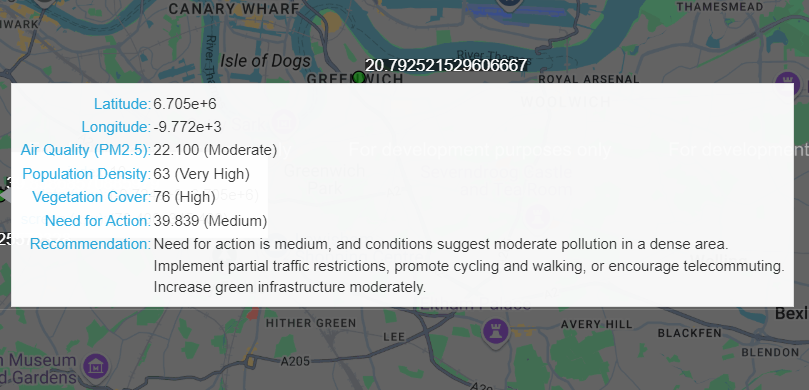 CANARY WHARF
THAMESMEAD
River Th
Isle of Dogs
20.792521529606667
GREENWICH
ROYAL ARSENAL
WOOLWICH
Latitude: 6.705e+6
Longitude: -9.772e+3
Air Quality (PM2.5): 22.100 (Moderate)
For development purposes only
For development
Population Density: 63 (Very High)
Vegetation Cover: 76 (High)
Need for Action: 39.839 (Medium)
Recommendation: Need for action is medium, and conditions suggest moderate pollution in a dense area.
Implement partial traffic restrictions, promote cycling and walking, or encourage telecommuting.
Increase green infrastructure moderately.
Eltham Palace
Bexl
HITHER GREEN
LEE
AVERY HILL
BLACKFEN
BLENDON
A205
Museum
d Gardens
A20